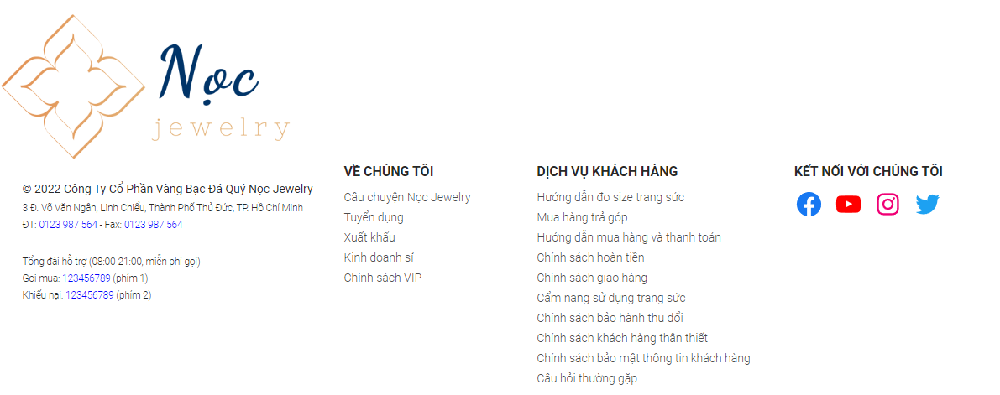 Nọc
jewelry
© 2022 Công Ty Cổ Phần Vàng Bạc Đá Quý Nọc Jewelry
3 Đ. Võ Văn Ngân, Linh Chiểu, Thành Phố Thủ Đức, TP. Hồ Chí Minh
ĐT: 0123 987 564 - Fax: 0123 987 564
Tổng đài hỗ trợ (08:00-21:00, miễn phí gọi)
Gọi mua: 123456789 (phím 1)
Khiếu nại: 123456789 (phím 2)
VỀ CHÚNG TÔI
Câu chuyện Nọc Jewelry
Tuyển dụng
Xuất khẩu
Kinh doanh sỉ
Chính sách VIP
DỊCH VỤ KHÁCH HÀNG
Hướng dẫn đo size trang sức
Mua hàng trả góp
Hướng dẫn mua hàng và thanh toán
Chính sách hoàn tiền
Chính sách giao hàng
Cẩm nang sử dụng trang sức
Chính sách bảo hành thu đổi
Chính sách khách hàng thân thiết
Chính sách bảo mật thông tin khách hàng
Câu hỏi thường gặp
KẾT NỐI VỚI CHÚNG TÔI